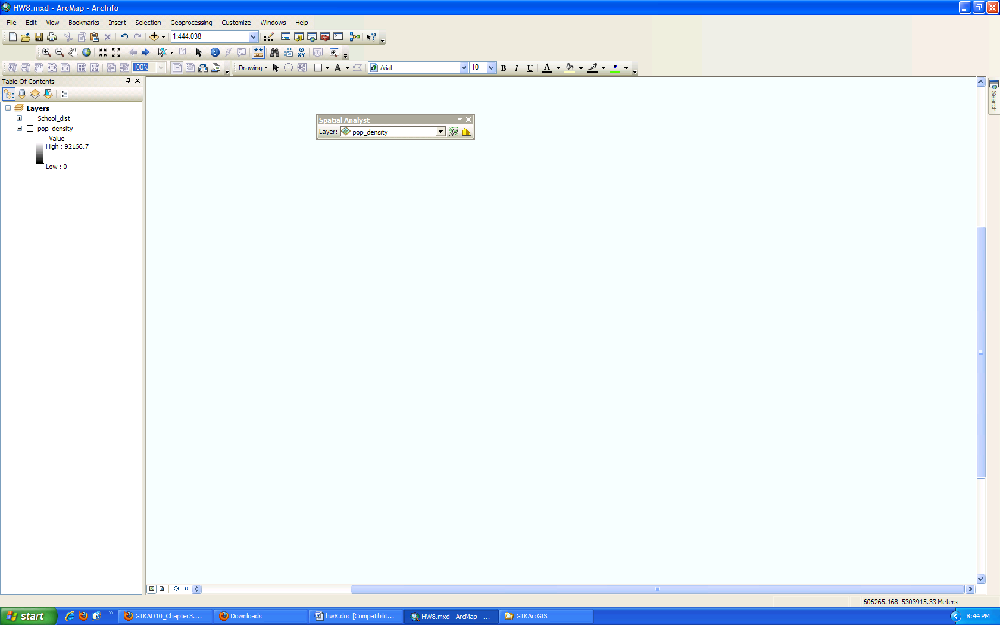 HW8.mxd - ArcMap - ArcInfo
File Edit View Bookmarks Insert Selection Geoprocessing Customize Windows Help
1:444,038
100% Drawing Arial 10 B I U A
Table Of Contents
Layers
School_dist
pop_density
Value
High : 92166.7
Low : 0
Spatial Analyst
Layer: pop_density
Search
606265.168 5303915.33 Meters
start GTKAD10_Chapter3.... Downloads hw8.doc [Compatibilit... HW8.mxd - ArcMap - ... GTKArcGIS 8:44 PM